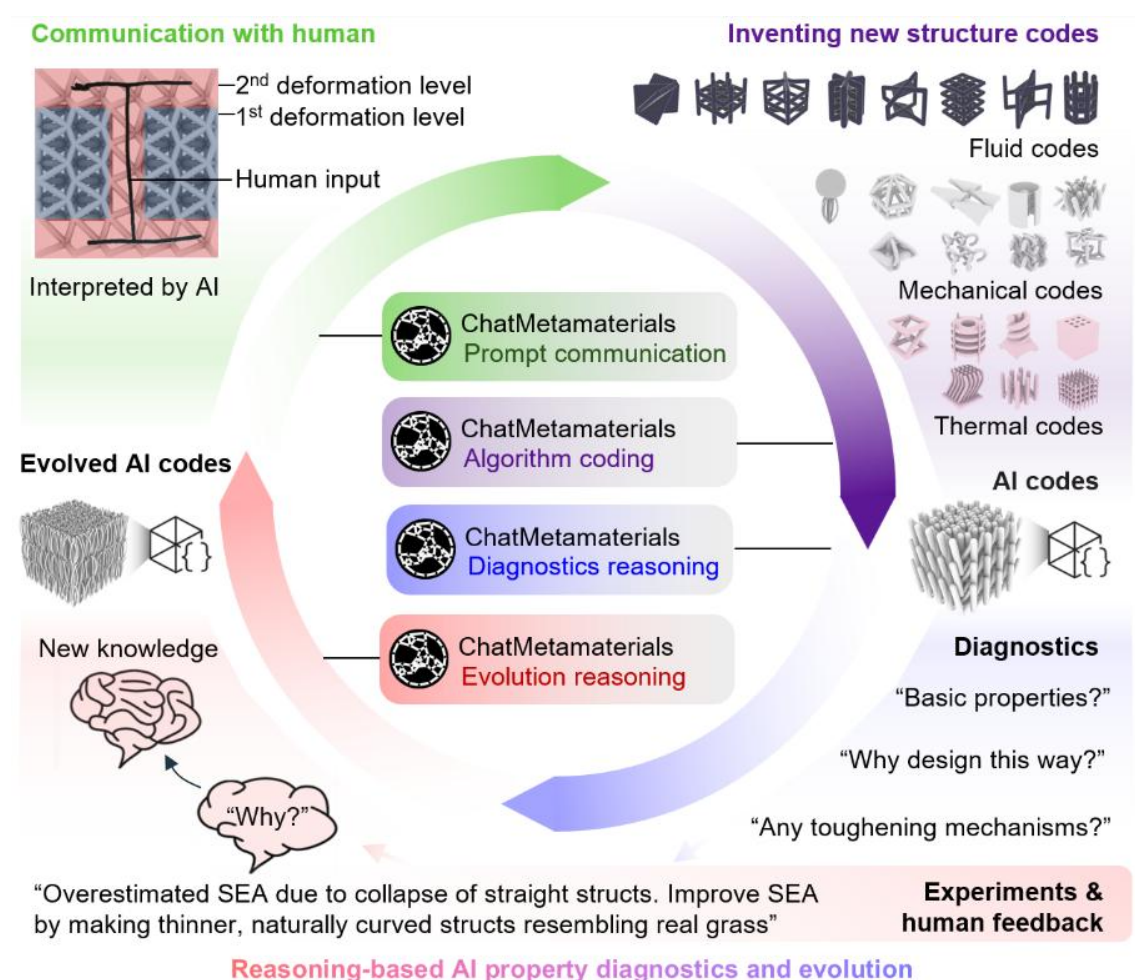 Communication with human
2nd deformation level
1st deformation level
Human input
Interpreted by AI
Inventing new structure codes
Fluid codes
Mechanical codes
Thermal codes
ChatMetamaterials
Prompt communication
ChatMetamaterials
Algorithm coding
ChatMetamaterials
Diagnostics reasoning
ChatMetamaterials
Evolution reasoning
AI codes
{}
Diagnostics
“Basic properties?”
“Why design this way?”
“Any toughening mechanisms?”
Evolved AI codes
{}
New knowledge
“Why?”
“Overestimated SEA due to collapse of straight structs. Improve SEA
by making thinner, naturally curved structs resembling real grass”
Experiments &
human feedback
Reasoning-based AI property diagnostics and evolution